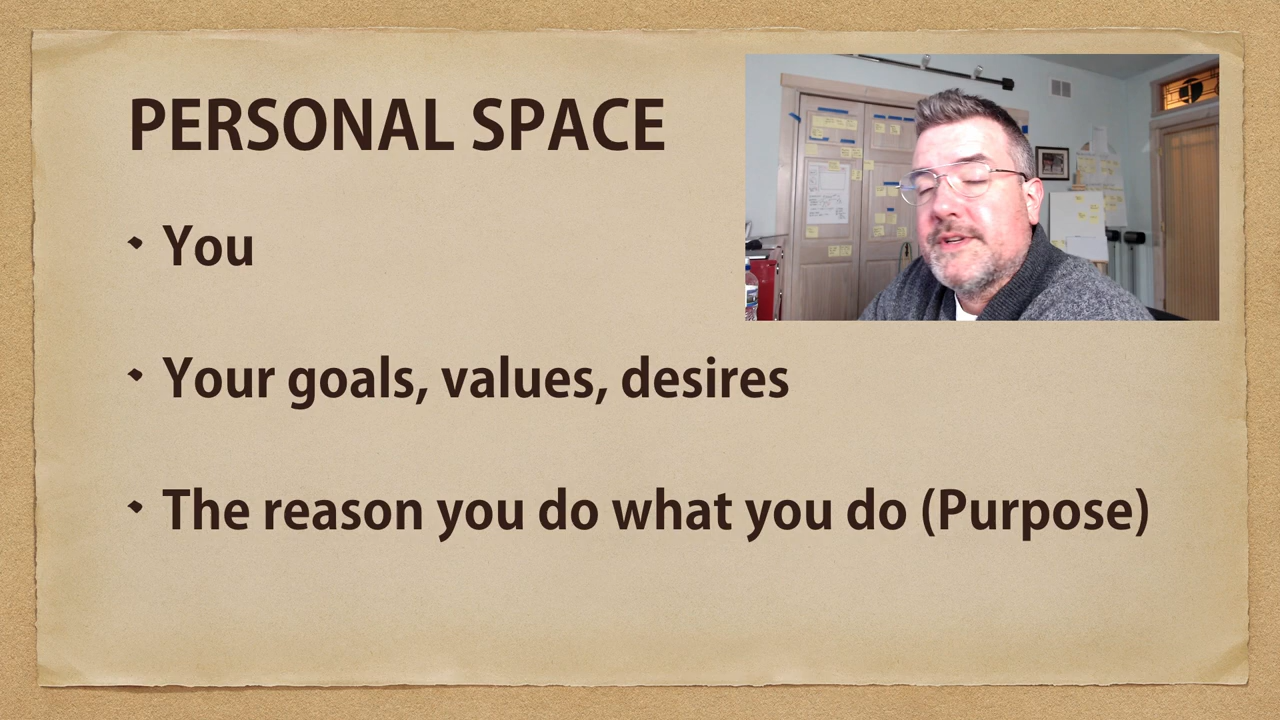 PERSONAL SPACE
You
Your goals, values, desires
The reason you do what you do (Purpose)